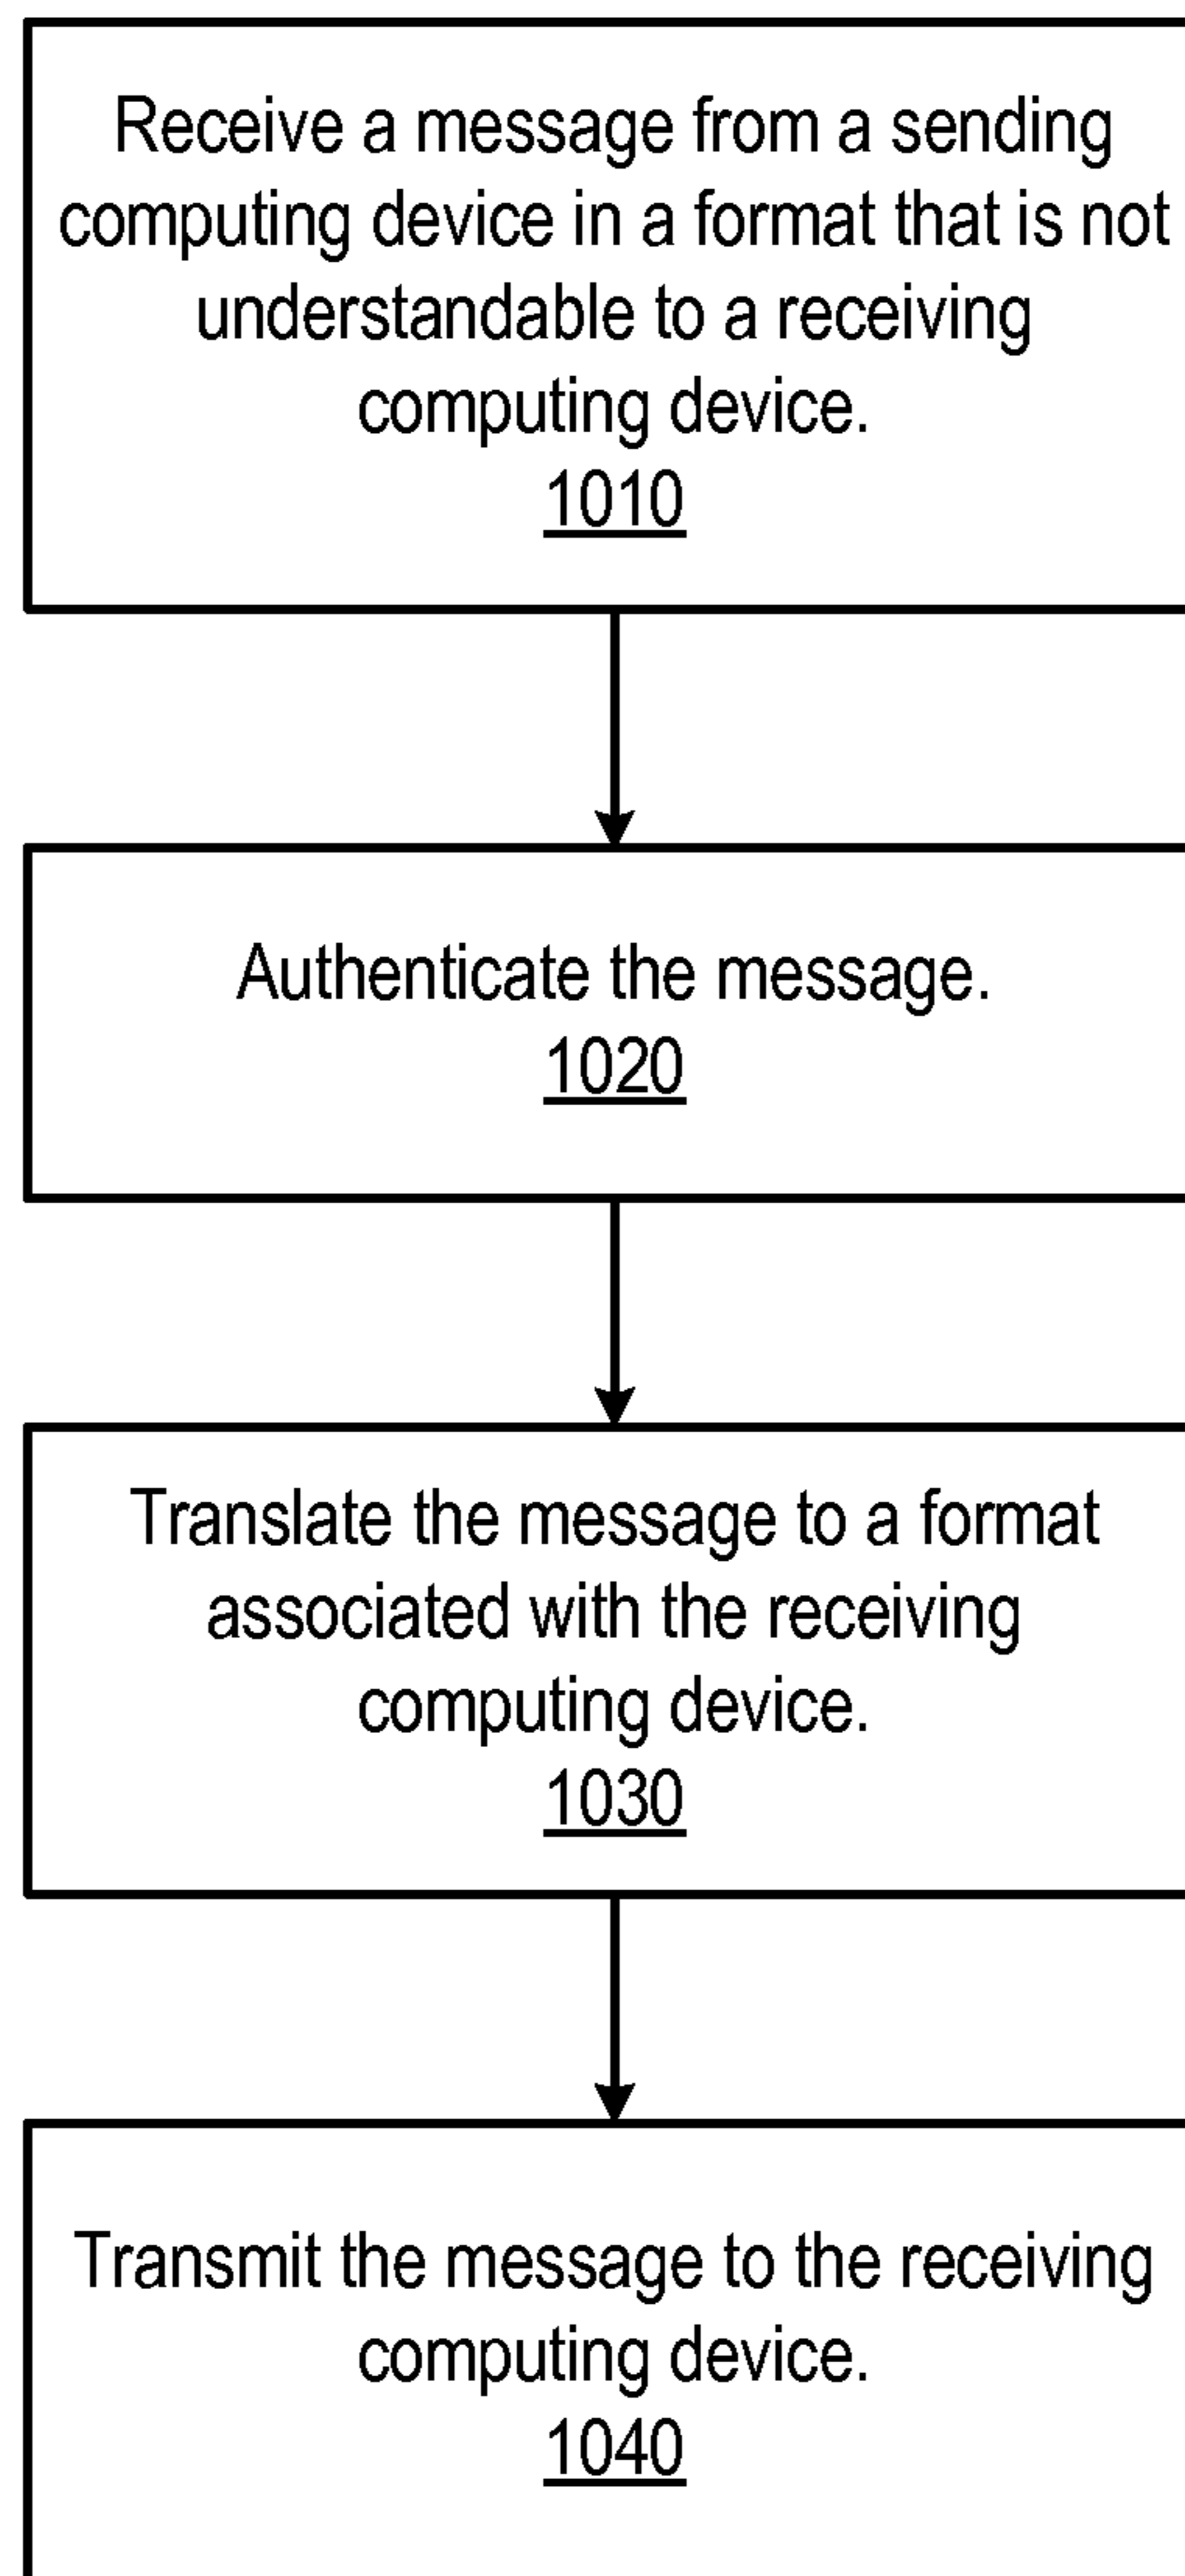 Receive a message from a sending
computing device in a format that is not
understandable to a receiving
computing device.
1010
Authenticate the message.
1020
Translate the message to a format
associated with the receiving
computing device.
1030
Transmit the message to the receiving
computing device.
1040